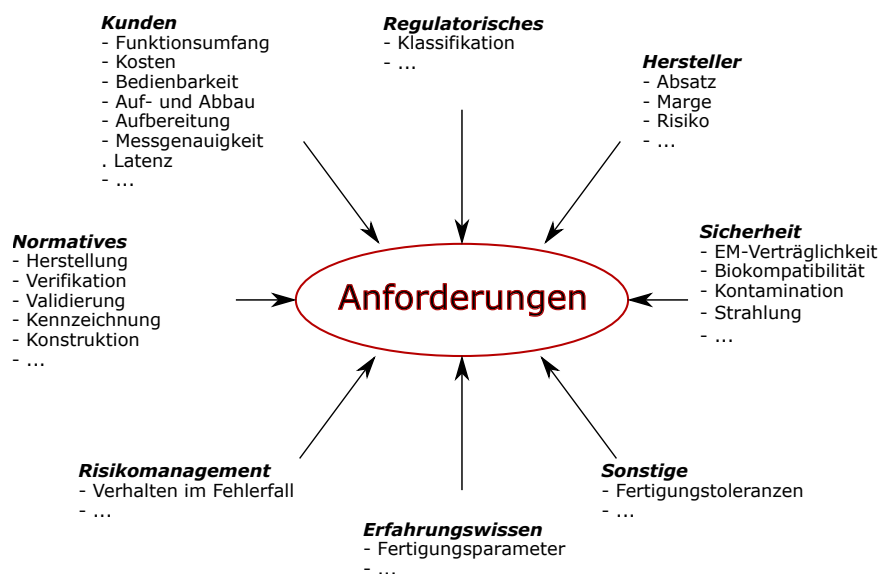 Kunden
- Funktionsumfang
- Kosten
- Bedienbarkeit
- Auf- und Abbau
- Aufbereitung
- Messgenauigkeit
. Latenz
- ...
Regulatorisches
- Klassifikation
- ...
Hersteller
- Absatz
- Marge
- Risiko
- ...
Normatives
- Herstellung
- Verifikation
- Validierung
- Kennzeichnung
- Konstruktion
- ...
Anforderungen
Sicherheit
- EM-Verträglichkeit
- Biokompatibilität
- Kontamination
- Strahlung
- ...
Risikomanagement
- Verhalten im Fehlerfall
- ...
Erfahrungswissen
- Fertigungsparameter
- ...
Sonstige
- Fertigungstoleranzen
- ...